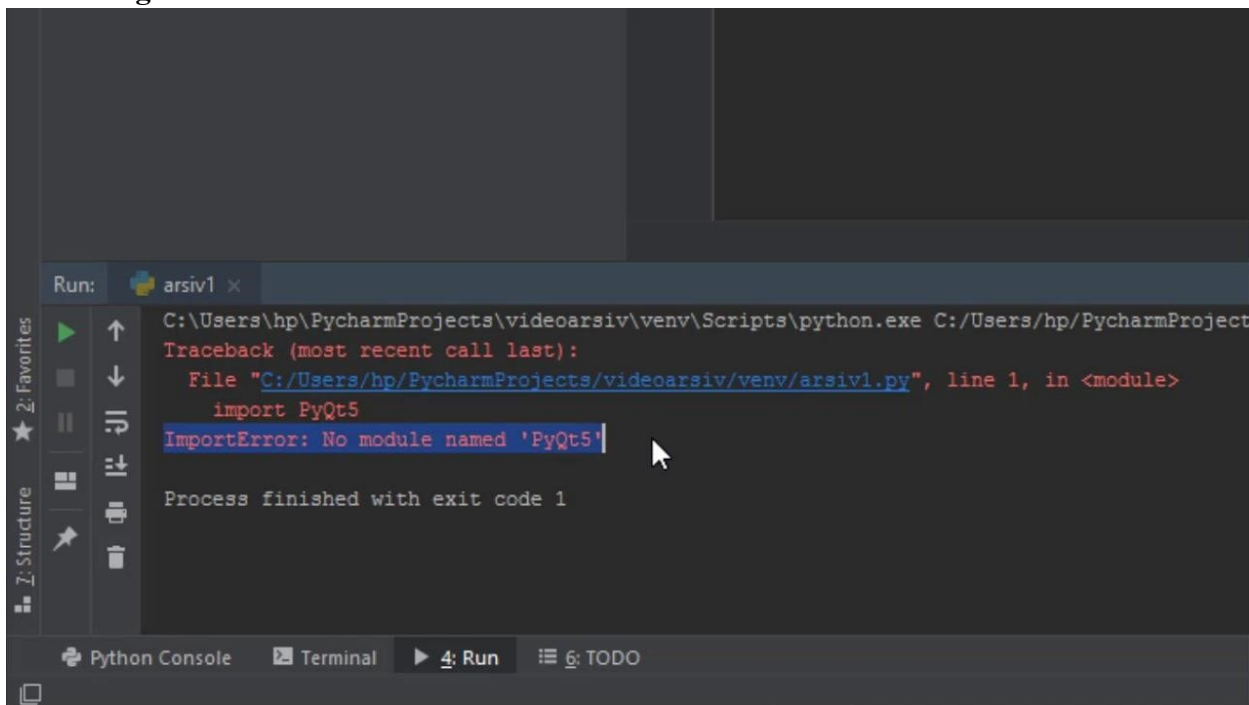 Run:
arsiv1
C:\Users\hp\PycharmProjects\videoarsiv\venv\Scripts\python.exe C:/Users/hp/PycharmProject
Traceback (most recent call last):
File "C:/Users/hp/PycharmProjects/videoarsiv/venv/arsiv1.py", line 1, in <module>
import PyQt5
ImportError: No module named 'PyQt5'
Process finished with exit code 1
2: Favorites
7: Structure
Python Console
Terminal
4: Run
6: TODO